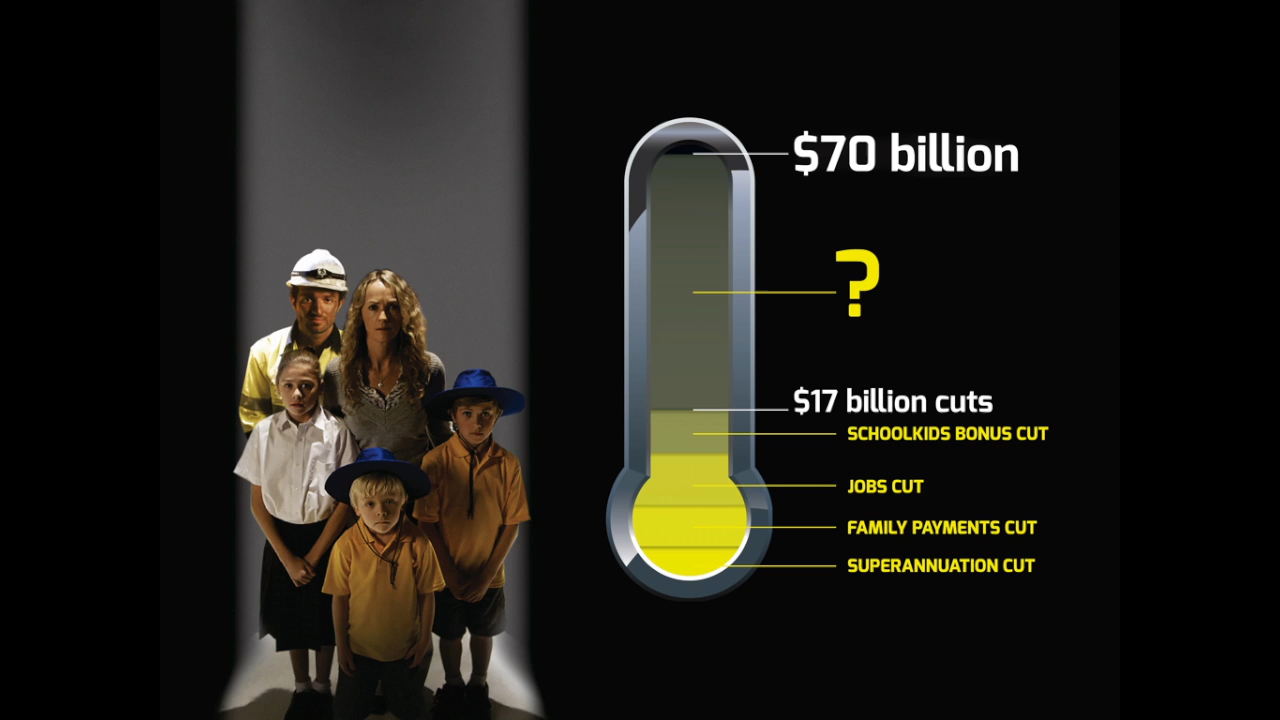 $70 billion
?
$17 billion cuts
SCHOOLKIDS BONUS CUT
JOBS CUT
FAMILY PAYMENTS CUT
SUPERANNUATION CUT